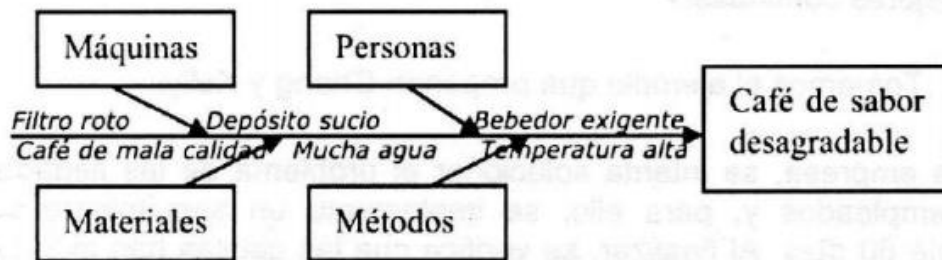 Máquinas
Personas
Filtro roto
Depósito sucio
Bebedor exigente
Café de sabor
desagradable
Café de mala calidad
Mucha agua
Temperatura alta
Materiales
Métodos